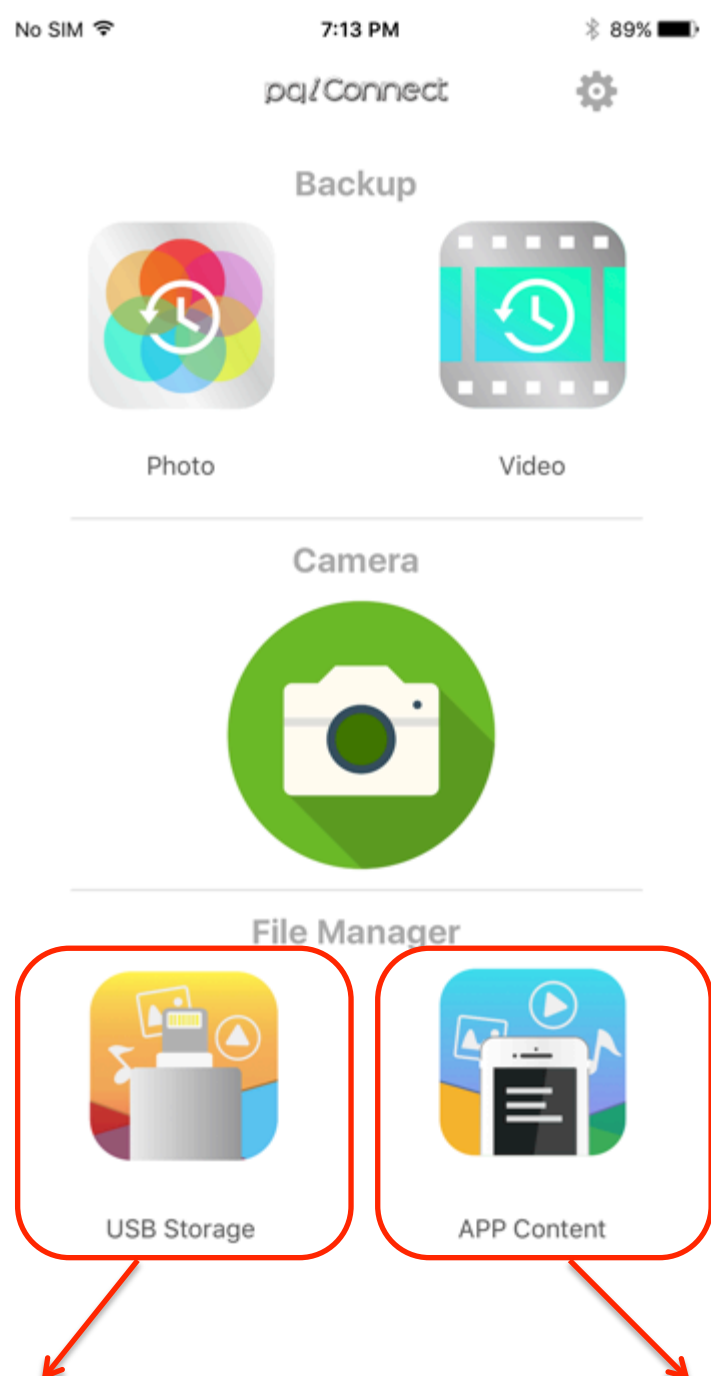 No SIM 7:13 PM 89%
pqi Connect
Backup
Photo Video
Camera
File Manager
USB Storage APP Content